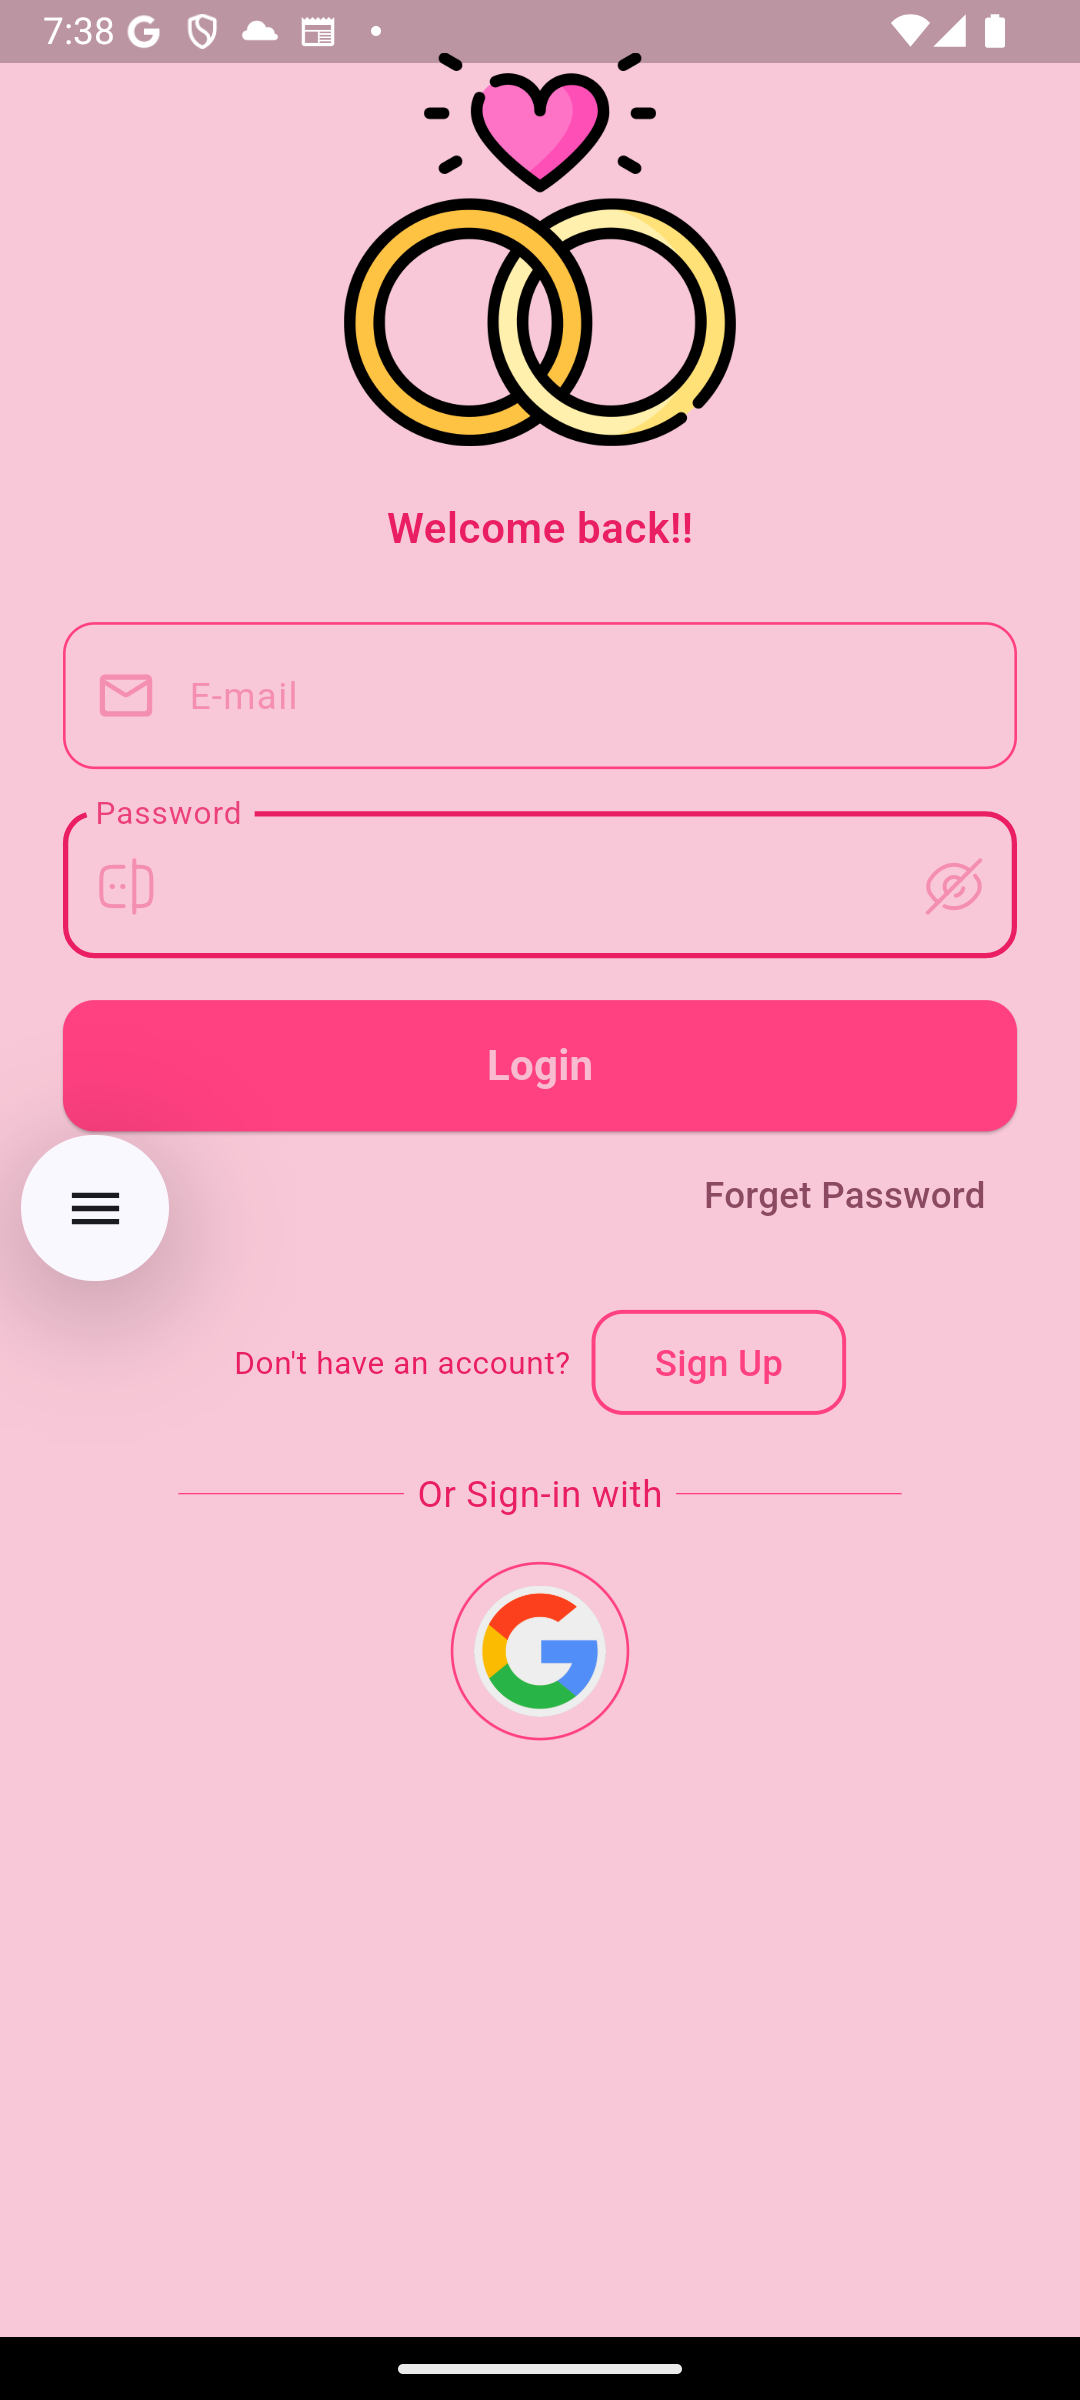 7:38
Welcome back!!
E-mail
Password
Login
Forget Password
Don't have an account?
Sign Up
Or Sign-in with